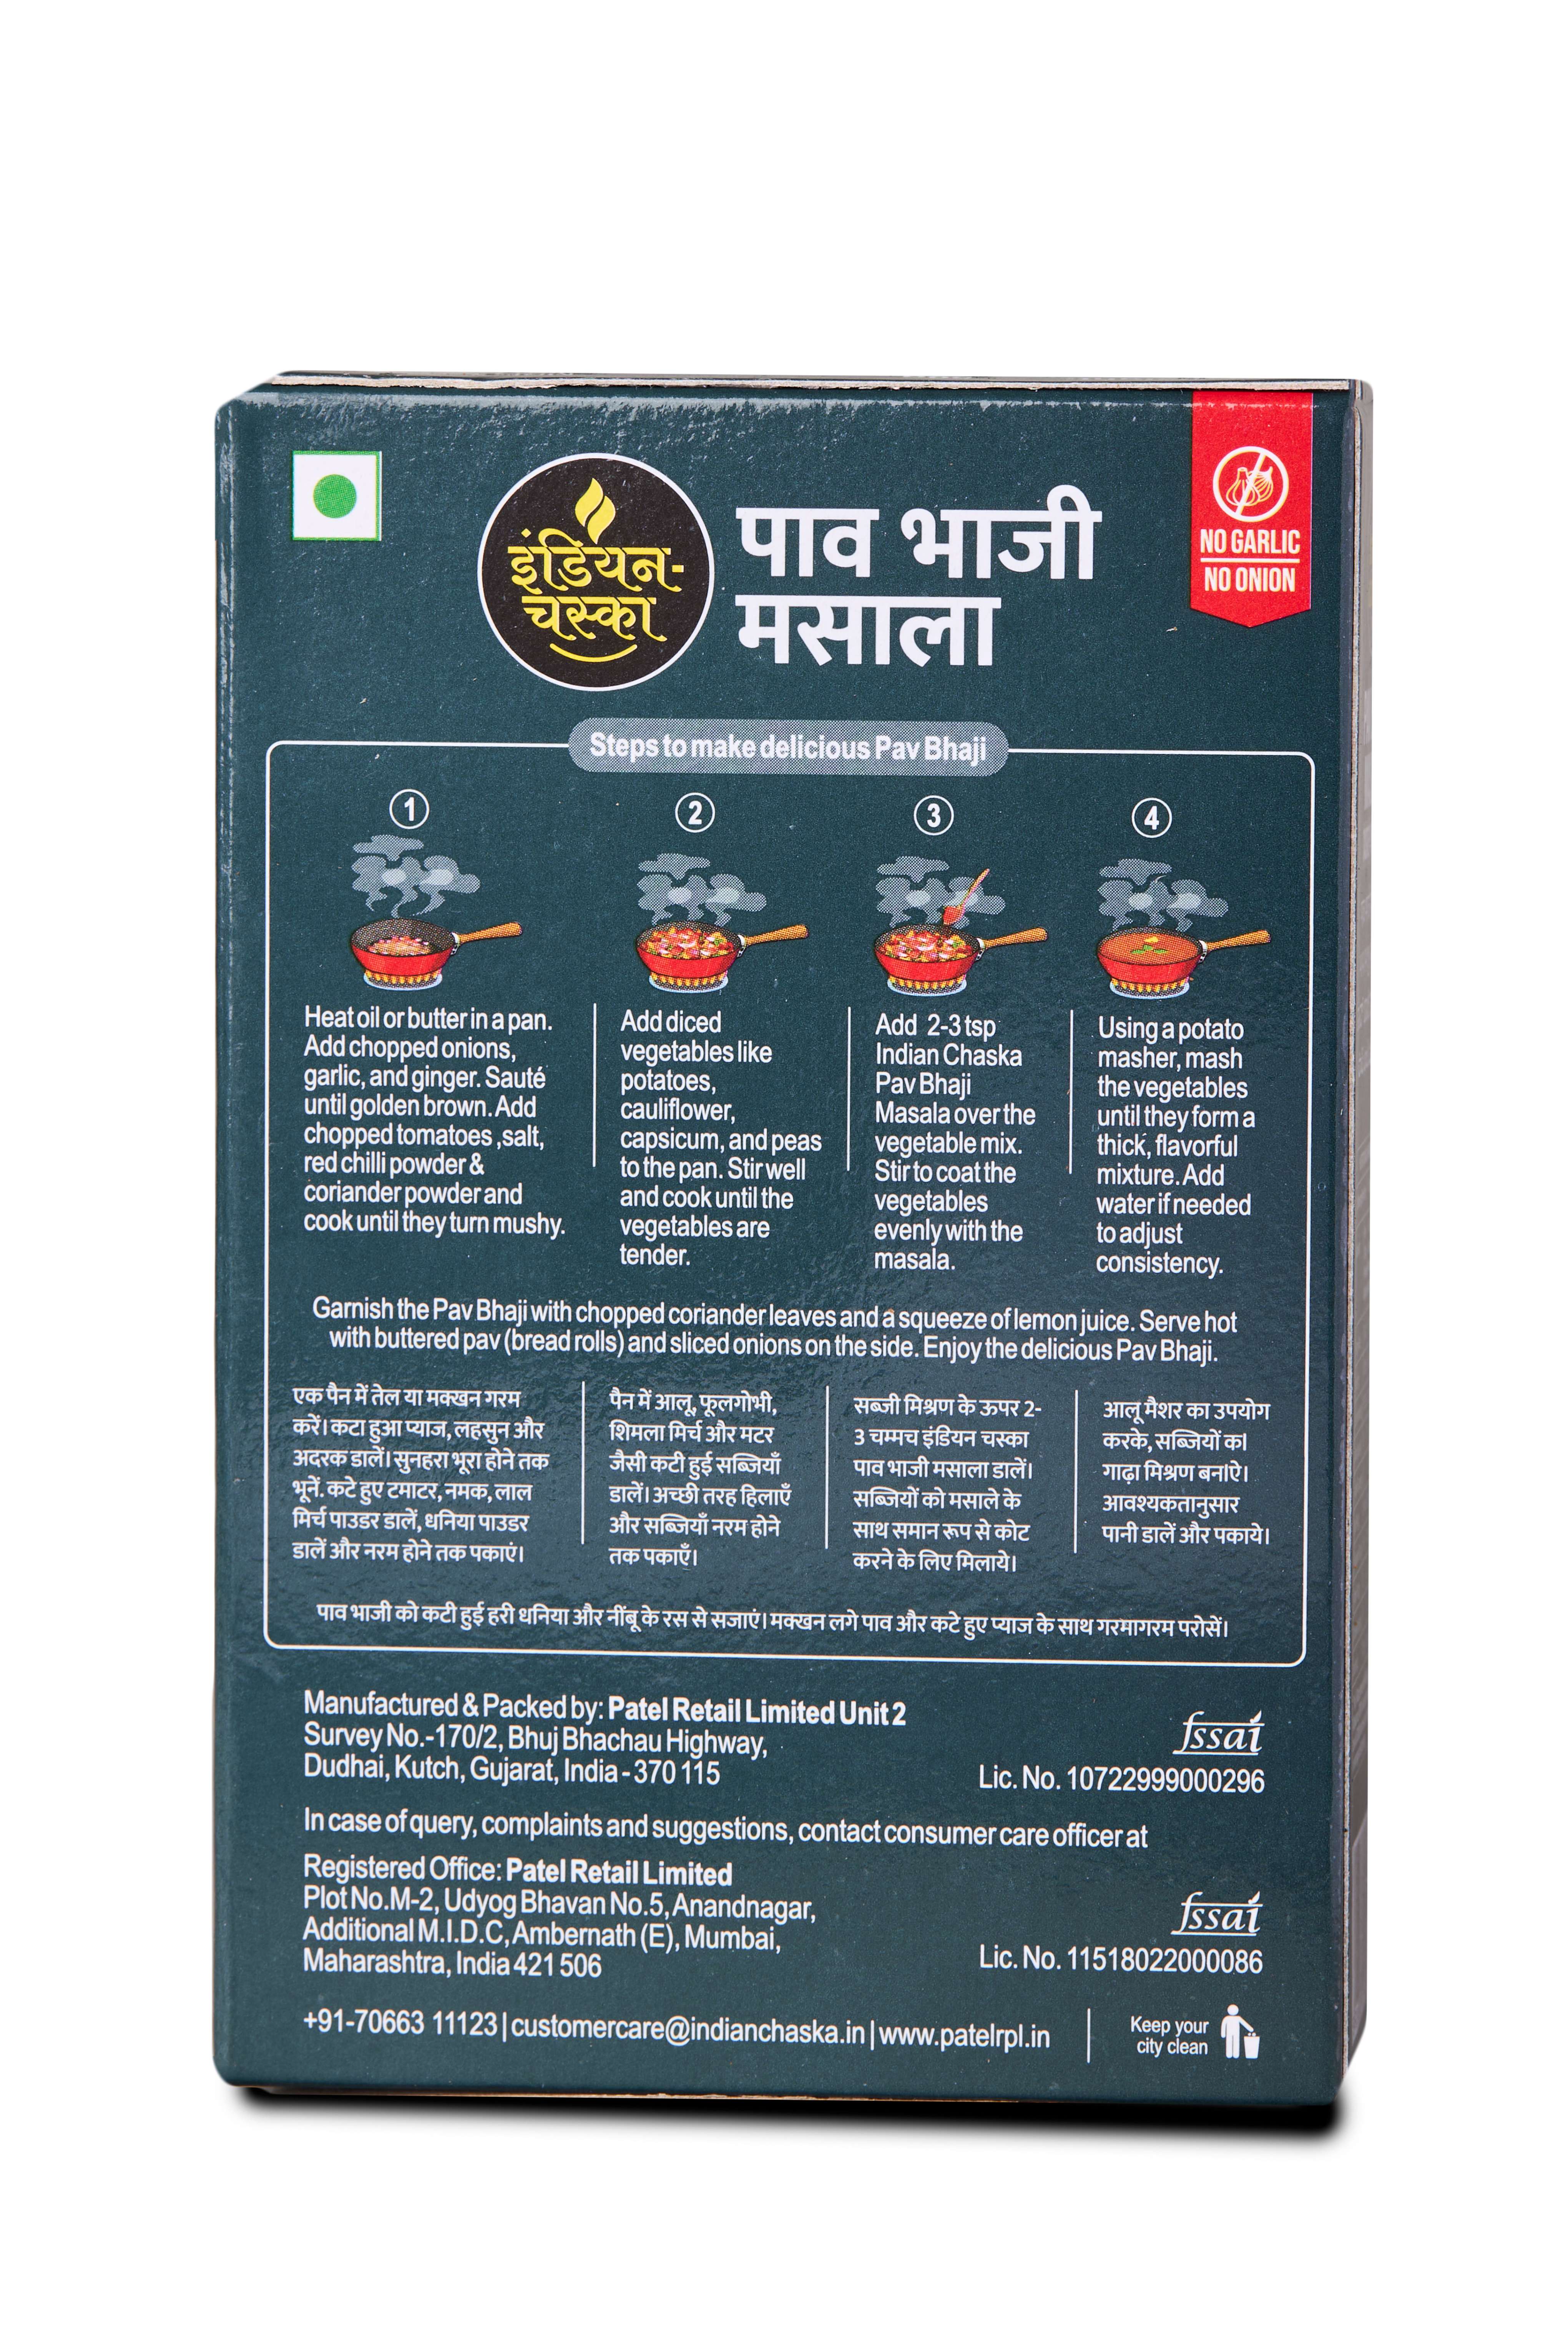 इंडियन-
चस्का
पाव भाजी
मसाला
NO GARLIC
NO ONION
Steps to make delicious Pav Bhaji
1
Heat oil or butter in a pan.
Add chopped onions,
garlic, and ginger. Sauté
until golden brown. Add
chopped tomatoes ,salt,
red chilli powder &
coriander powder and
cook until they turn mushy.
2
Add diced
vegetables like
potatoes,
cauliflower,
capsicum, and peas
to the pan. Stir well
and cook until the
vegetables are
tender.
3
Add 2-3 tsp
Indian Chaska
Pav Bhaji
Masala over the
vegetable mix.
Stir to coat the
vegetables
evenly with the
masala.
4
Using a potato
masher, mash
the vegetables
until they form a
thick, flavorful
mixture. Add
water if needed
to adjust
consistency.
Garnish the Pav Bhaji with chopped coriander leaves and a squeeze of lemon juice. Serve hot
with buttered pav (bread rolls) and sliced onions on the side. Enjoy the delicious Pav Bhaji.
एक पैन में तेल या मक्खन गरम
करें। कटा हुआ प्याज, लहसुन और
अदरक डालें। सुनहरा भूरा होने तक
भूनें. कटे हुए टमाटर, नमक, लाल
मिर्च पाउडर डालें, धनिया पाउडर
डालें और नरम होने तक पकाएं।
पैन में आलू, फूलगोभी,
शिमला मिर्च और मटर
जैसी कटी हुई सब्जियाँ
डालें। अच्छी तरह हिलाएँ
और सब्जियाँ नरम होने
तक पकाएँ।
सब्जी मिश्रण के ऊपर 2-
3 चम्मच इंडियन चस्का
पाव भाजी मसाला डालें।
सब्जियों को मसाले के
साथ समान रूप से कोट
करने के लिए मिलाये।
आलू मैशर का उपयोग
करके, सब्जियों का
गाढ़ा मिश्रण बनाऐ।
आवश्यकतानुसार
पानी डालें और पकाये।
पाव भाजी को कटी हुई हरी धनिया और नींबू के रस से सजाएं। मक्खन लगे पाव और कटे हुए प्याज के साथ गरमागरम परोसें।
Manufactured & Packed by: Patel Retail Limited Unit 2
Survey No.-170/2, Bhuj Bhachau Highway,
Dudhai, Kutch, Gujarat, India - 370 115
fssai
Lic. No. 10722999000296
In case of query, complaints and suggestions, contact consumer care officer at
Registered Office: Patel Retail Limited
Plot No.M-2, Udyog Bhavan No.5, Anandnagar,
Additional M.I.D.C, Ambernath (E), Mumbai,
Maharashtra, India 421 506
fssai
Lic. No. 11518022000086
+91-70663 11123 | customercare@indianchaska.in | www.patelrpl.in
Keep your
city clean